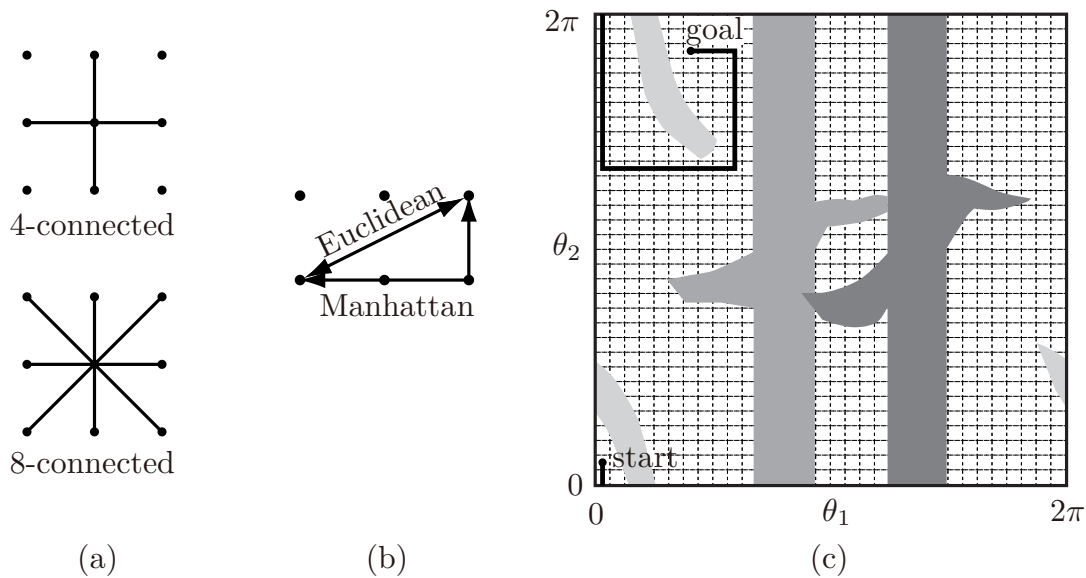 4-connected
8-connected
(a)
Euclidean
Manhattan
(b)
2π
goal
θ2
start
0
0
θ1
2π
(c)